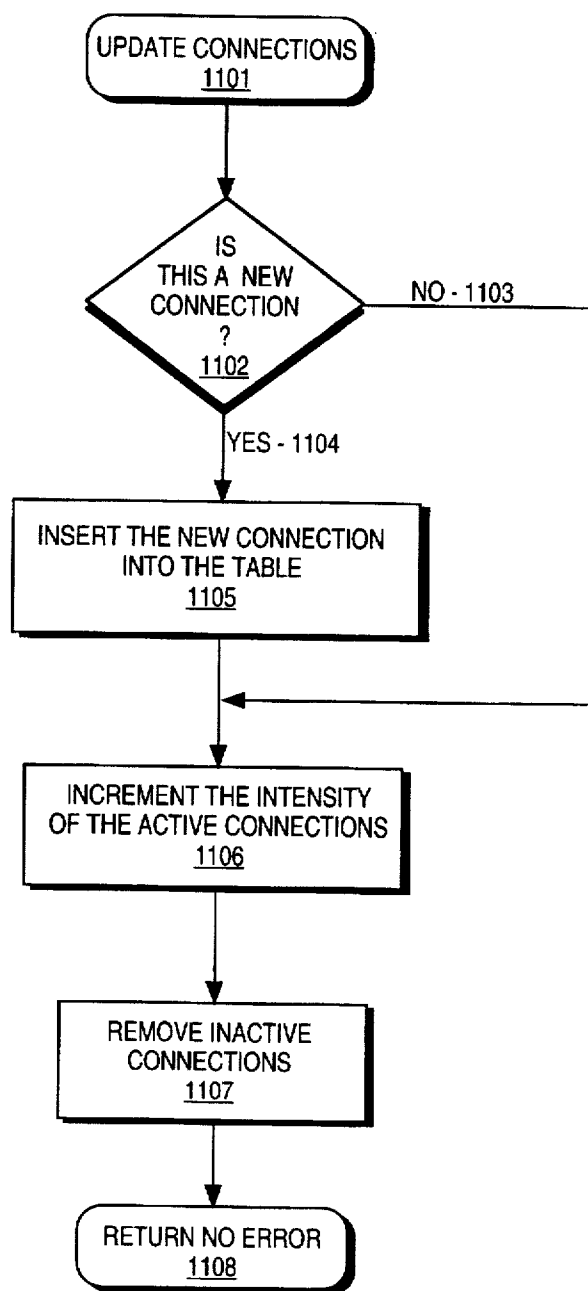 UPDATE CONNECTIONS
1101
IS
THIS A NEW
CONNECTION
?
1102
NO - 1103
YES - 1104
INSERT THE NEW CONNECTION
INTO THE TABLE
1105
INCREMENT THE INTENSITY
OF THE ACTIVE CONNECTIONS
1106
REMOVE INACTIVE
CONNECTIONS
1107
RETURN NO ERROR
1108